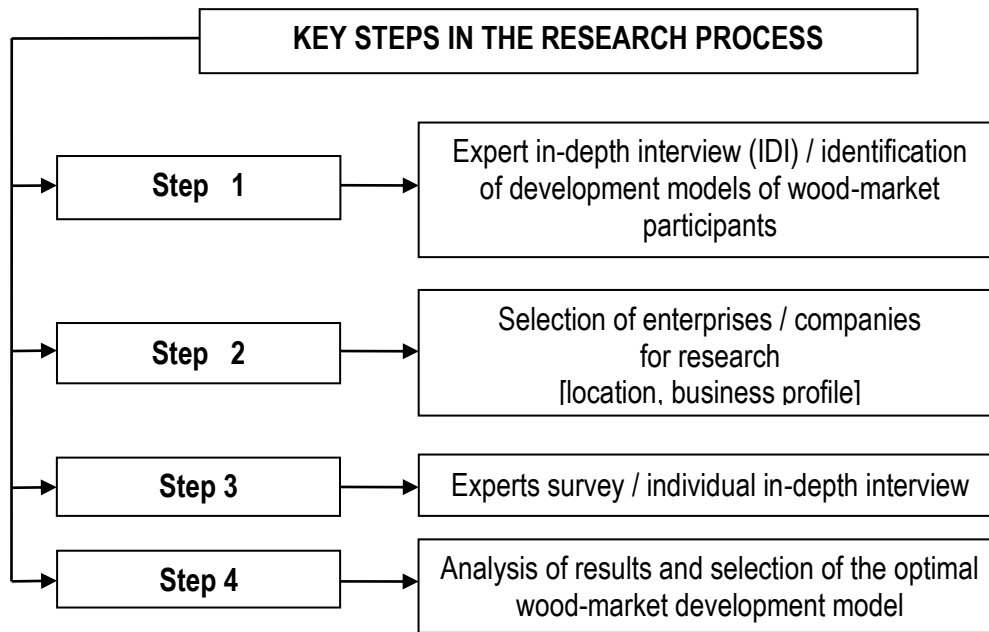 KEY STEPS IN THE RESEARCH PROCESS
Step 1
Expert in-depth interview (IDI) / identification
of development models of wood-market
participants
Step 2
Selection of enterprises / companies
for research
[location, business profile]
Step 3
Experts survey / individual in-depth interview
Step 4
Analysis of results and selection of the optimal
wood-market development model